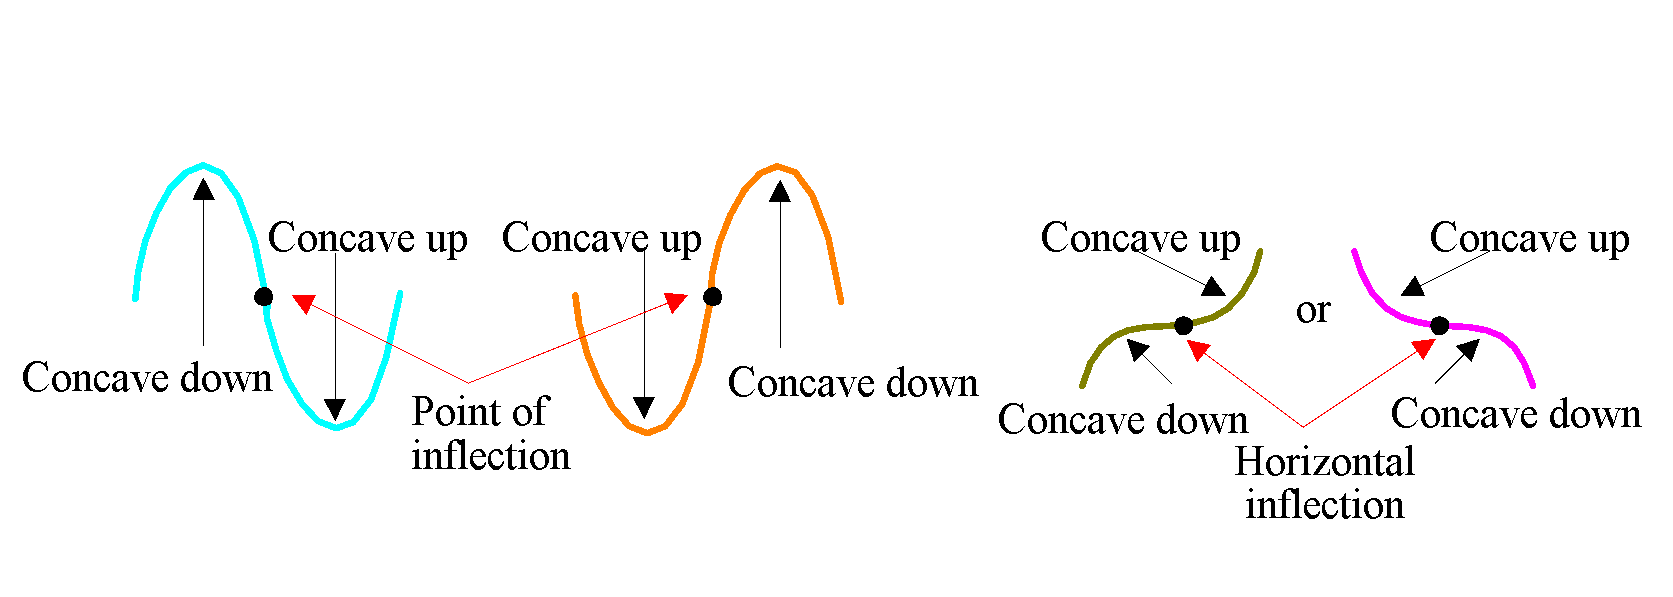 Concave up
Concave up
Concave down
Concave down
Point of
inflection
Concave up
Concave up
or
Concave down
Concave down
Horizontal
inflection